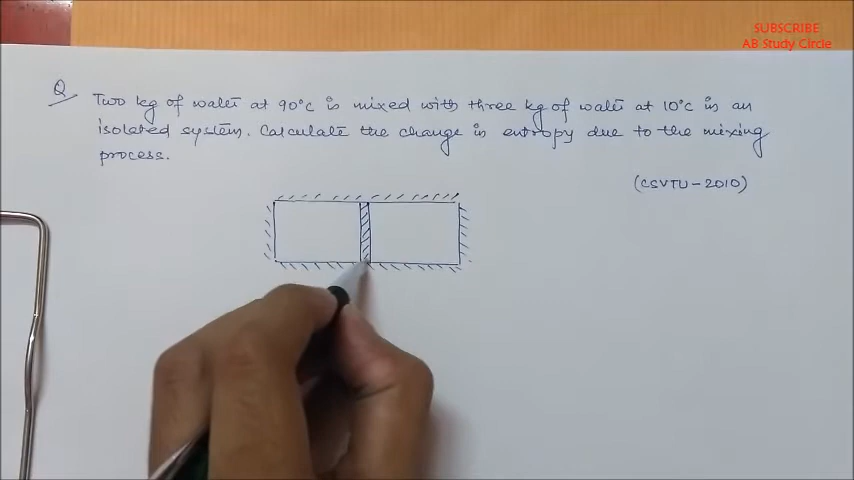 SUBSCRIBE
AB Study Circle
Q Two kg of water at 90°c is mixed with three kg of water at 10°c in an
isolated system. Calculate the change in entropy due to the mixing
process.
(CSVTU-2010)